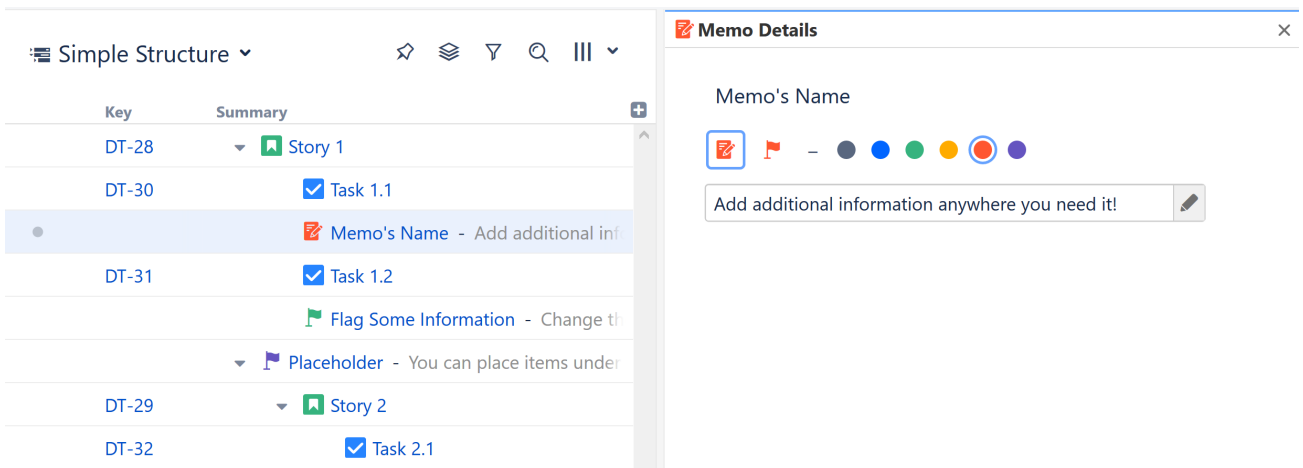 Simple Structure
Key Summary
DT-28 Story 1
DT-30 Task 1.1
Memo's Name - Add additional inf
DT-31 Task 1.2
Flag Some Information - Change th
Placeholder - You can place items under
DT-29 Story 2
DT-32 Task 2.1
Memo Details
Memo's Name
Add additional information anywhere you need it!